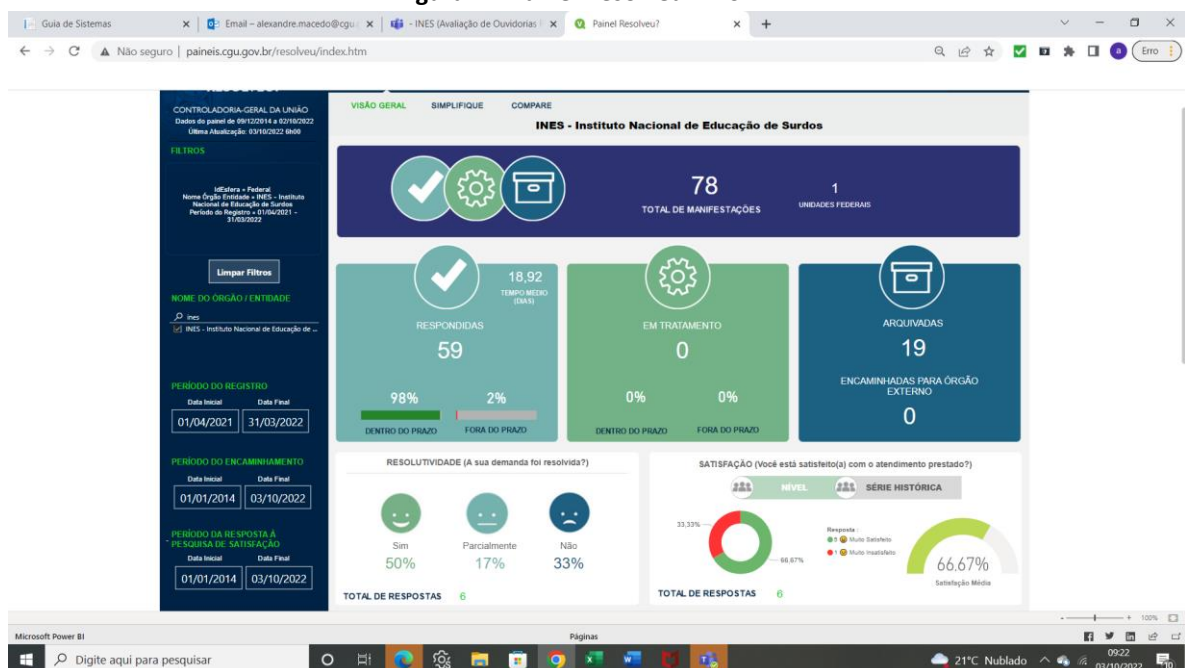 Guia de Sistemas
Email – alexandre.macedo@cgu.g
- INES (Avaliação de Ouvidorias
Painel Resolveu?
Não seguro
paineis.cgu.gov.br/resolveu/index.htm
a
Erro
CONTROLADORIA-GERAL DA UNIÃO
Dados do painel de 09/12/2014 a 02/10/2022
Última Atualização: 03/10/2022 6h00
FILTROS
IdEsfera = Federal
Nome Órgão Entidade = INES - Instituto
Nacional de Educação de Surdos
Período do Registro = 01/04/2021 -
31/03/2022
Limpar Filtros
NOME DO ÓRGÃO / ENTIDADE
ines
INES - Instituto Nacional de Educação de ...
PERÍODO DO REGISTRO
Data Inicial Data Final
01/04/2021 31/03/2022
PERÍODO DO ENCAMINHAMENTO
Data Inicial Data Final
01/01/2014 03/10/2022
PERÍODO DA RESPOSTA À
PESQUISA DE SATISFAÇÃO
Data Inicial Data Final
01/01/2014 03/10/2022
VISÃO GERAL SIMPLIFIQUE COMPARE
INES - Instituto Nacional de Educação de Surdos
78
TOTAL DE MANIFESTAÇÕES
1
UNIDADES FEDERAIS
18,92
TEMPO MÉDIO
(DIAS)
RESPONDIDAS
59
98% 2%
DENTRO DO PRAZO FORA DO PRAZO
EM TRATAMENTO
0
0% 0%
DENTRO DO PRAZO FORA DO PRAZO
ARQUIVADAS
19
ENCAMINHADAS PARA ÓRGÃO
EXTERNO
0
RESOLUTIVIDADE (A sua demanda foi resolvida?)
Sim Parcialmente Não
50% 17% 33%
TOTAL DE RESPOSTAS 6
SATISFAÇÃO (Você está satisfeito(a) com o atendimento prestado?)
NÍVEL SÉRIE HISTÓRICA
33,33%
66,67%
Resposta :
5 Muito Satisfeito
1 Muito Insatisfeito
66.67%
Satisfação Média
TOTAL DE RESPOSTAS 6
100%
Microsoft Power BI
Páginas
Digite aqui para pesquisar
21°C Nublado
09:22
03/10/2022